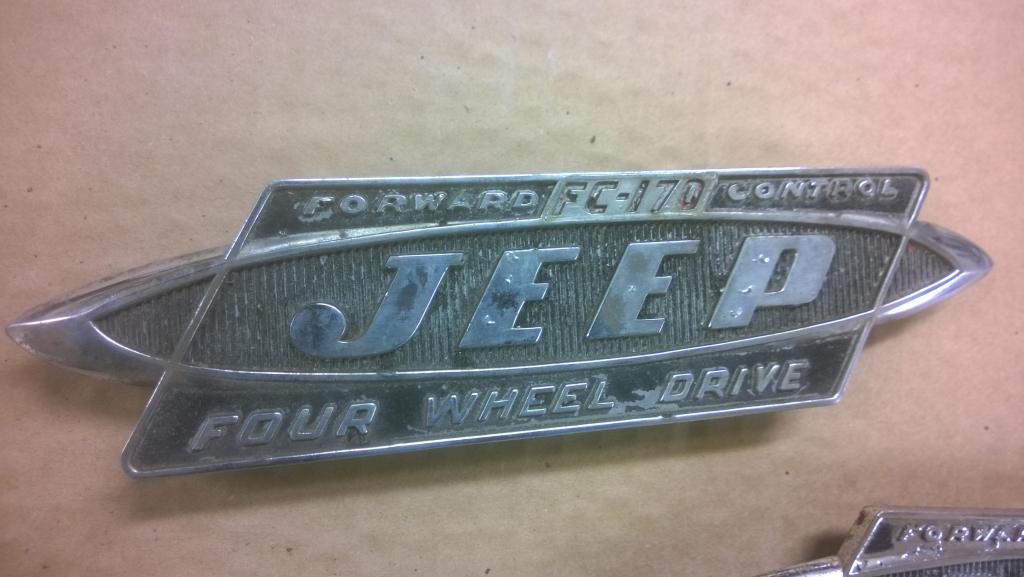 FORWARD FC-170 CONTROL
JEEP
FOUR WHEEL DRIVE